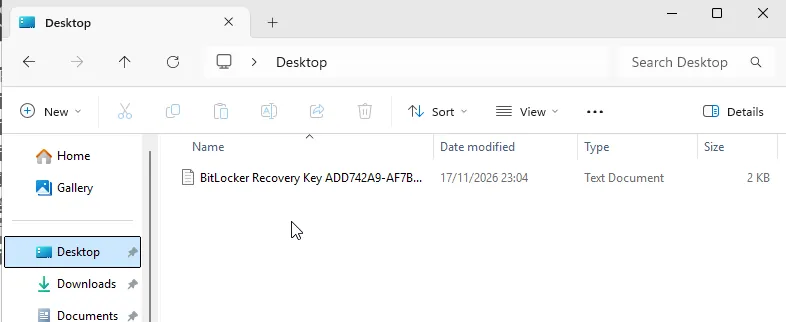 Desktop
Desktop
Search Desktop
New
Sort
View
Details
Name
Date modified
Type
Size
Home
Gallery
BitLocker Recovery Key ADD742A9-AF7B...
17/11/2026 23:04
Text Document
2 KB
Desktop
Downloads
Documents